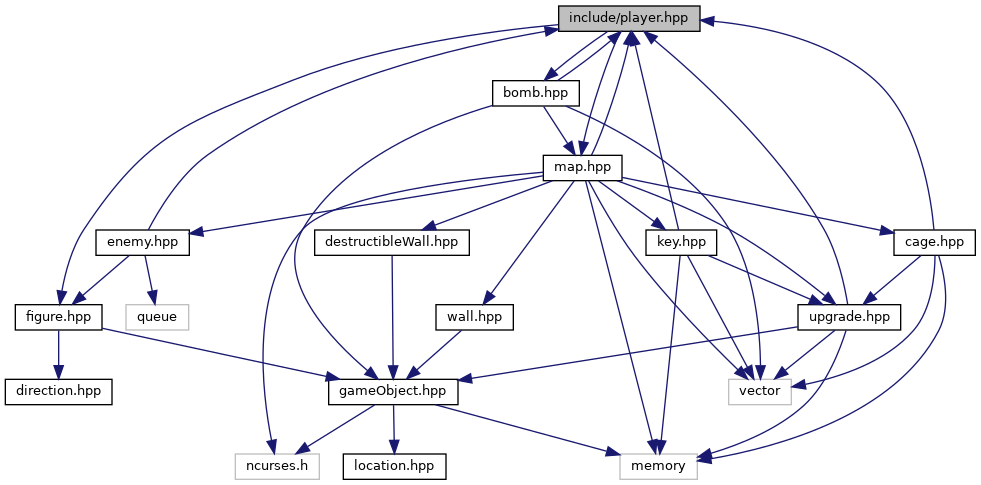 include/player.hpp
bomb.hpp
map.hpp
enemy.hpp
destructibleWall.hpp
key.hpp
cage.hpp
figure.hpp
queue
wall.hpp
upgrade.hpp
direction.hpp
gameObject.hpp
vector
ncurses.h
location.hpp
memory